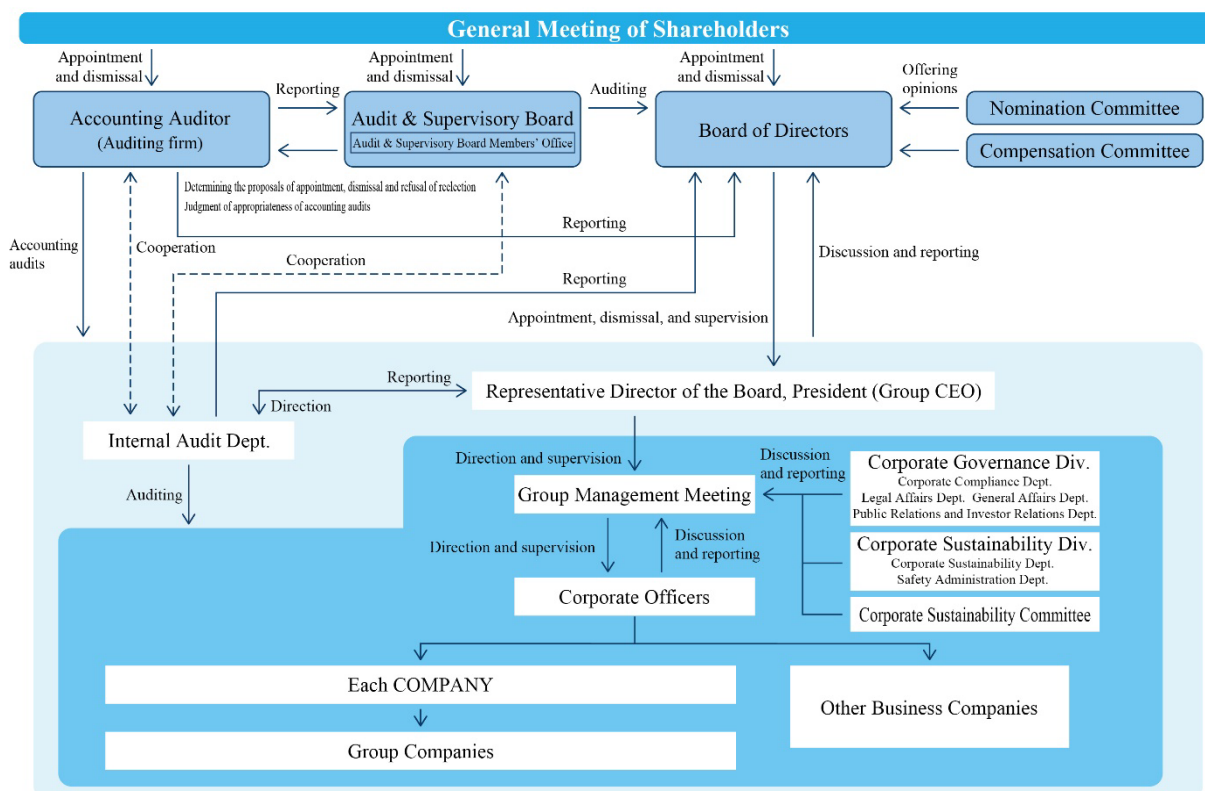 General Meeting of Shareholders
Appointment
and dismissal
Appointment
and dismissal
Appointment
and dismissal
Offering
opinions
Reporting
Auditing
Accounting Auditor
(Auditing firm)
Audit & Supervisory Board
Audit & Supervisory Board Members' Office
Board of Directors
Nomination Committee
Compensation Committee
Determining the proposals of appointment, dismissal and refusal of reelection
Judgment of appropriateness of accounting audits
Reporting
Accounting
audits
Cooperation
Cooperation
Reporting
Discussion and reporting
Appointment, dismissal, and supervision
Reporting
Direction
Representative Director of the Board, President (Group CEO)
Internal Audit Dept.
Auditing
Direction and supervision
Discussion
and reporting
Group Management Meeting
Corporate Governance Div.
Corporate Compliance Dept.
Legal Affairs Dept. General Affairs Dept.
Public Relations and Investor Relations Dept.
Direction and supervision
Discussion
and reporting
Corporate Sustainability Div.
Corporate Sustainability Dept.
Safety Administration Dept.
Corporate Officers
Corporate Sustainability Committee
Each COMPANY
Other Business Companies
Group Companies